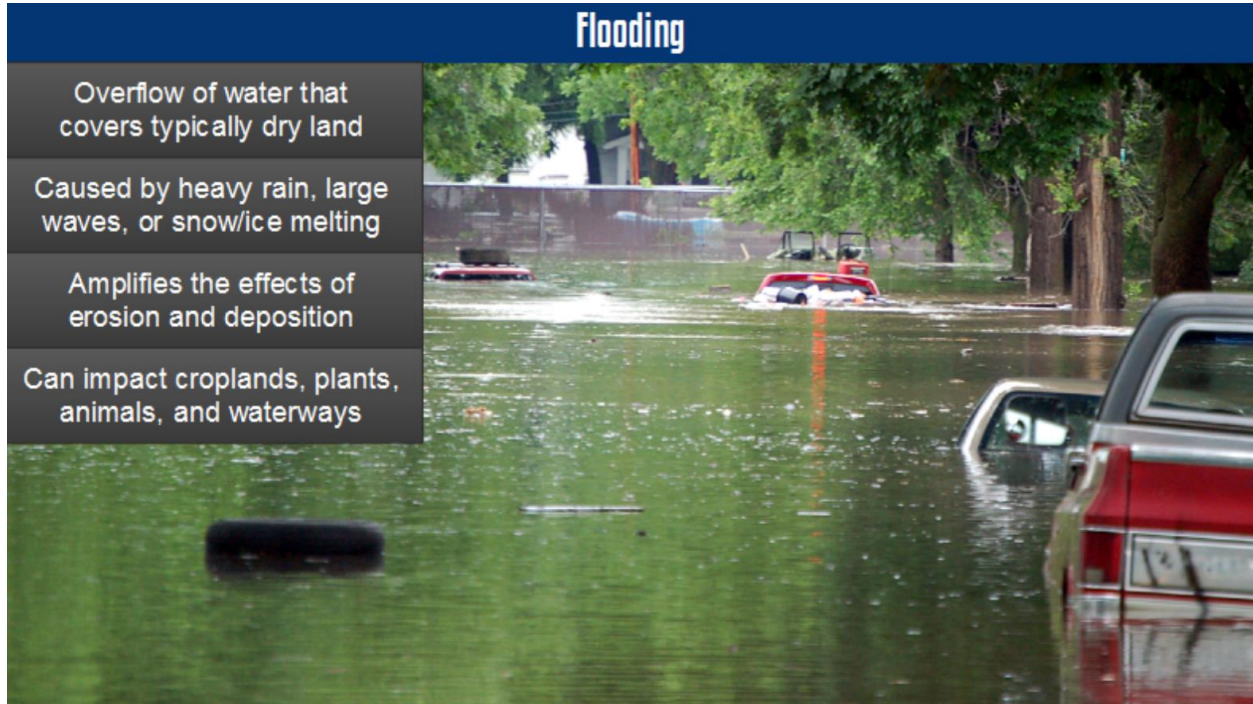 Flooding
Overflow of water that
covers typically dry land
Caused by heavy rain, large
waves, or snow/ice melting
Amplifies the effects of
erosion and deposition
Can impact croplands, plants,
animals, and waterways